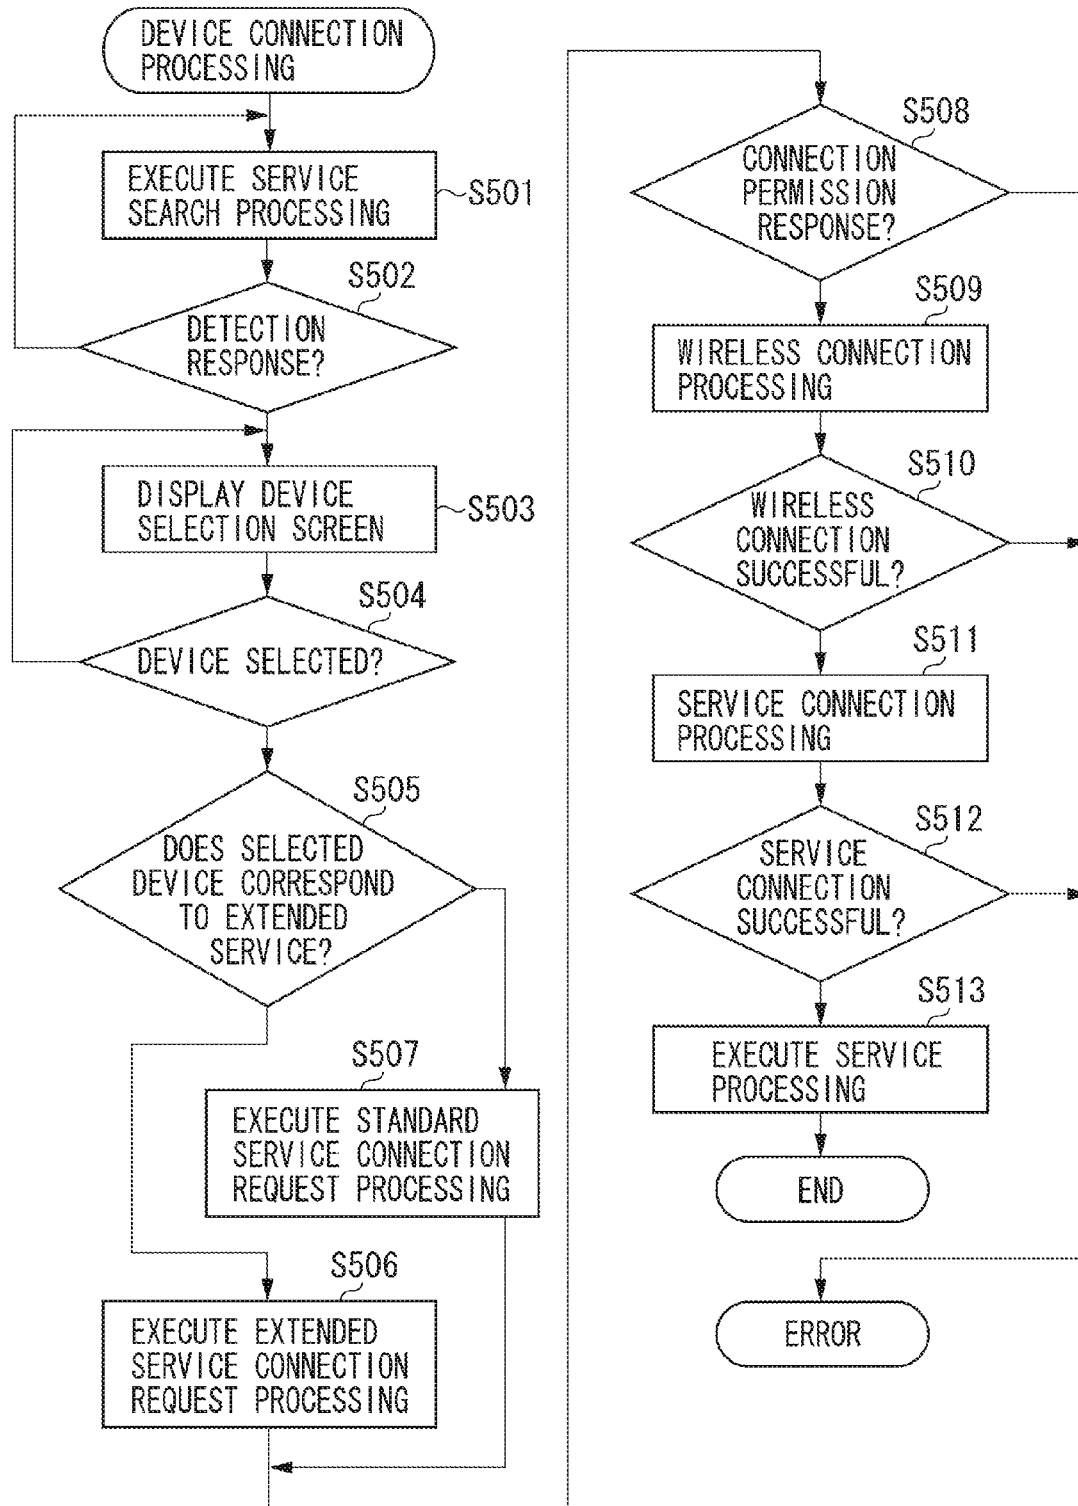 DEVICE CONNECTION
PROCESSING
EXECUTE SERVICE
SEARCH PROCESSING
S501
S502
DETECTION
RESPONSE?
DISPLAY DEVICE
SELECTION SCREEN
S503
S504
DEVICE SELECTED?
S505
DOES SELECTED
DEVICE CORRESPOND
TO EXTENDED
SERVICE?
S507
EXECUTE STANDARD
SERVICE CONNECTION
REQUEST PROCESSING
S506
EXECUTE EXTENDED
SERVICE CONNECTION
REQUEST PROCESSING
S508
CONNECTION
PERMISSION
RESPONSE?
S509
WIRELESS CONNECTION
PROCESSING
S510
WIRELESS
CONNECTION
SUCCESSFUL?
S511
SERVICE CONNECTION
PROCESSING
S512
SERVICE
CONNECTION
SUCCESSFUL?
S513
EXECUTE SERVICE
PROCESSING
END
ERROR